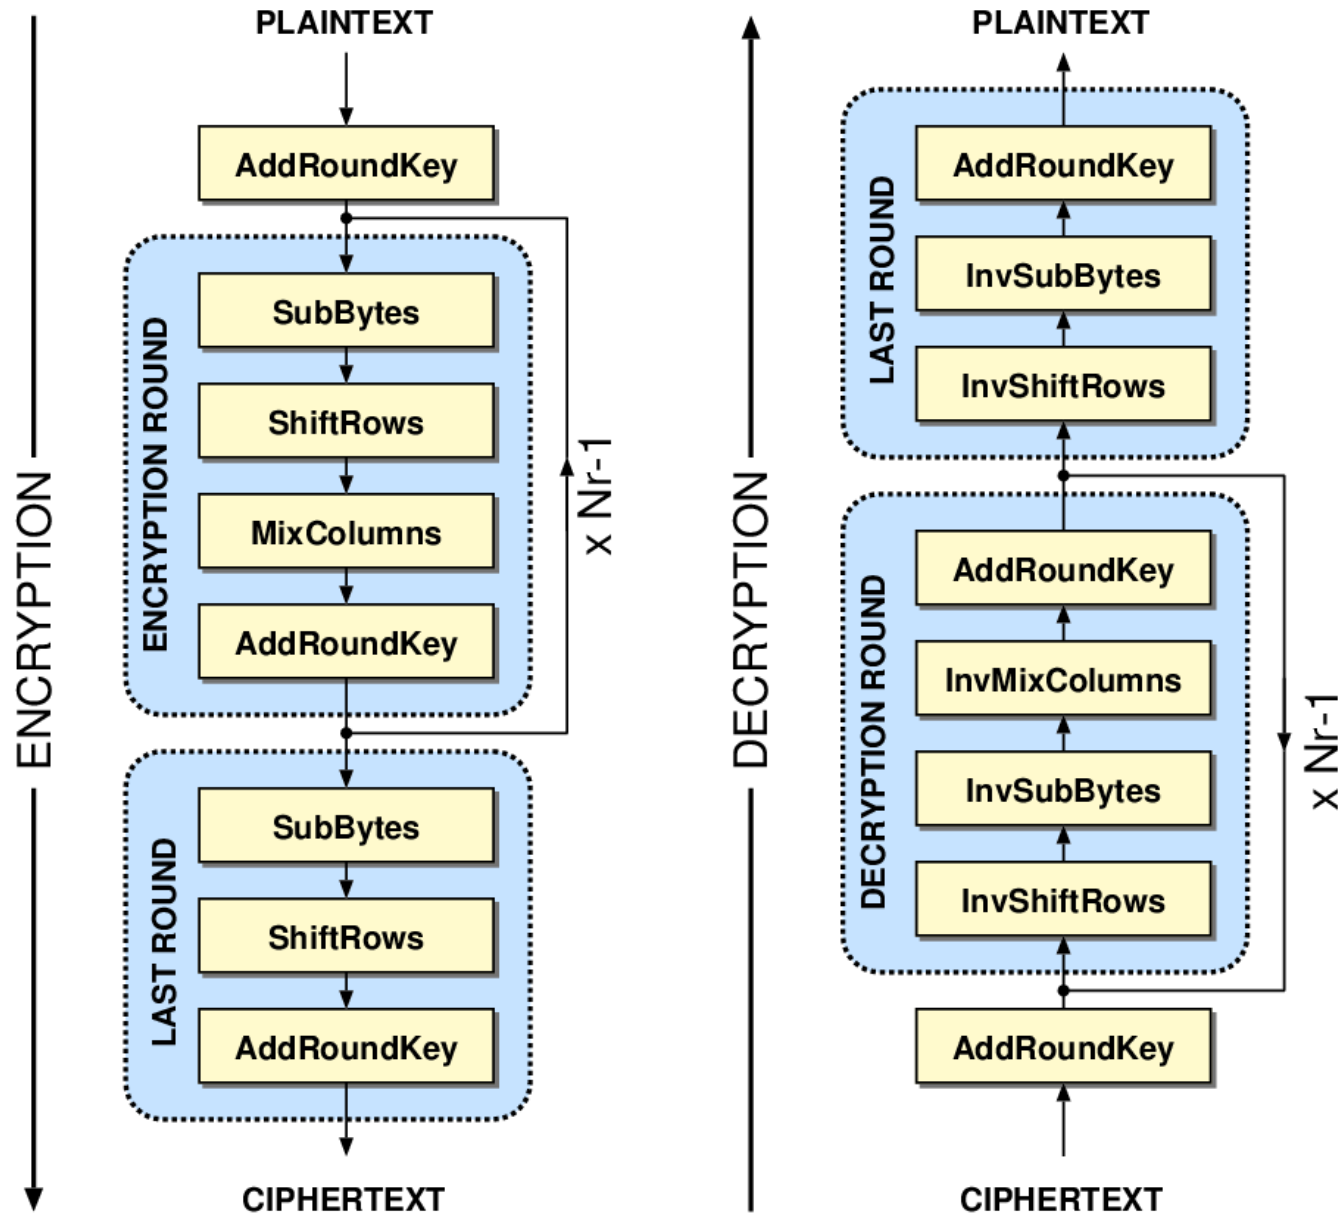 PLAINTEXT
AddRoundKey
ENCRYPTION ROUND
SubBytes
ShiftRows
MixColumns
AddRoundKey
x Nr-1
ENCRYPTION
LAST ROUND
SubBytes
ShiftRows
AddRoundKey
CIPHERTEXT
PLAINTEXT
LAST ROUND
AddRoundKey
InvSubBytes
InvShiftRows
DECRYPTION
DECRYPTION ROUND
AddRoundKey
InvMixColumns
InvSubBytes
InvShiftRows
x Nr-1
AddRoundKey
CIPHERTEXT